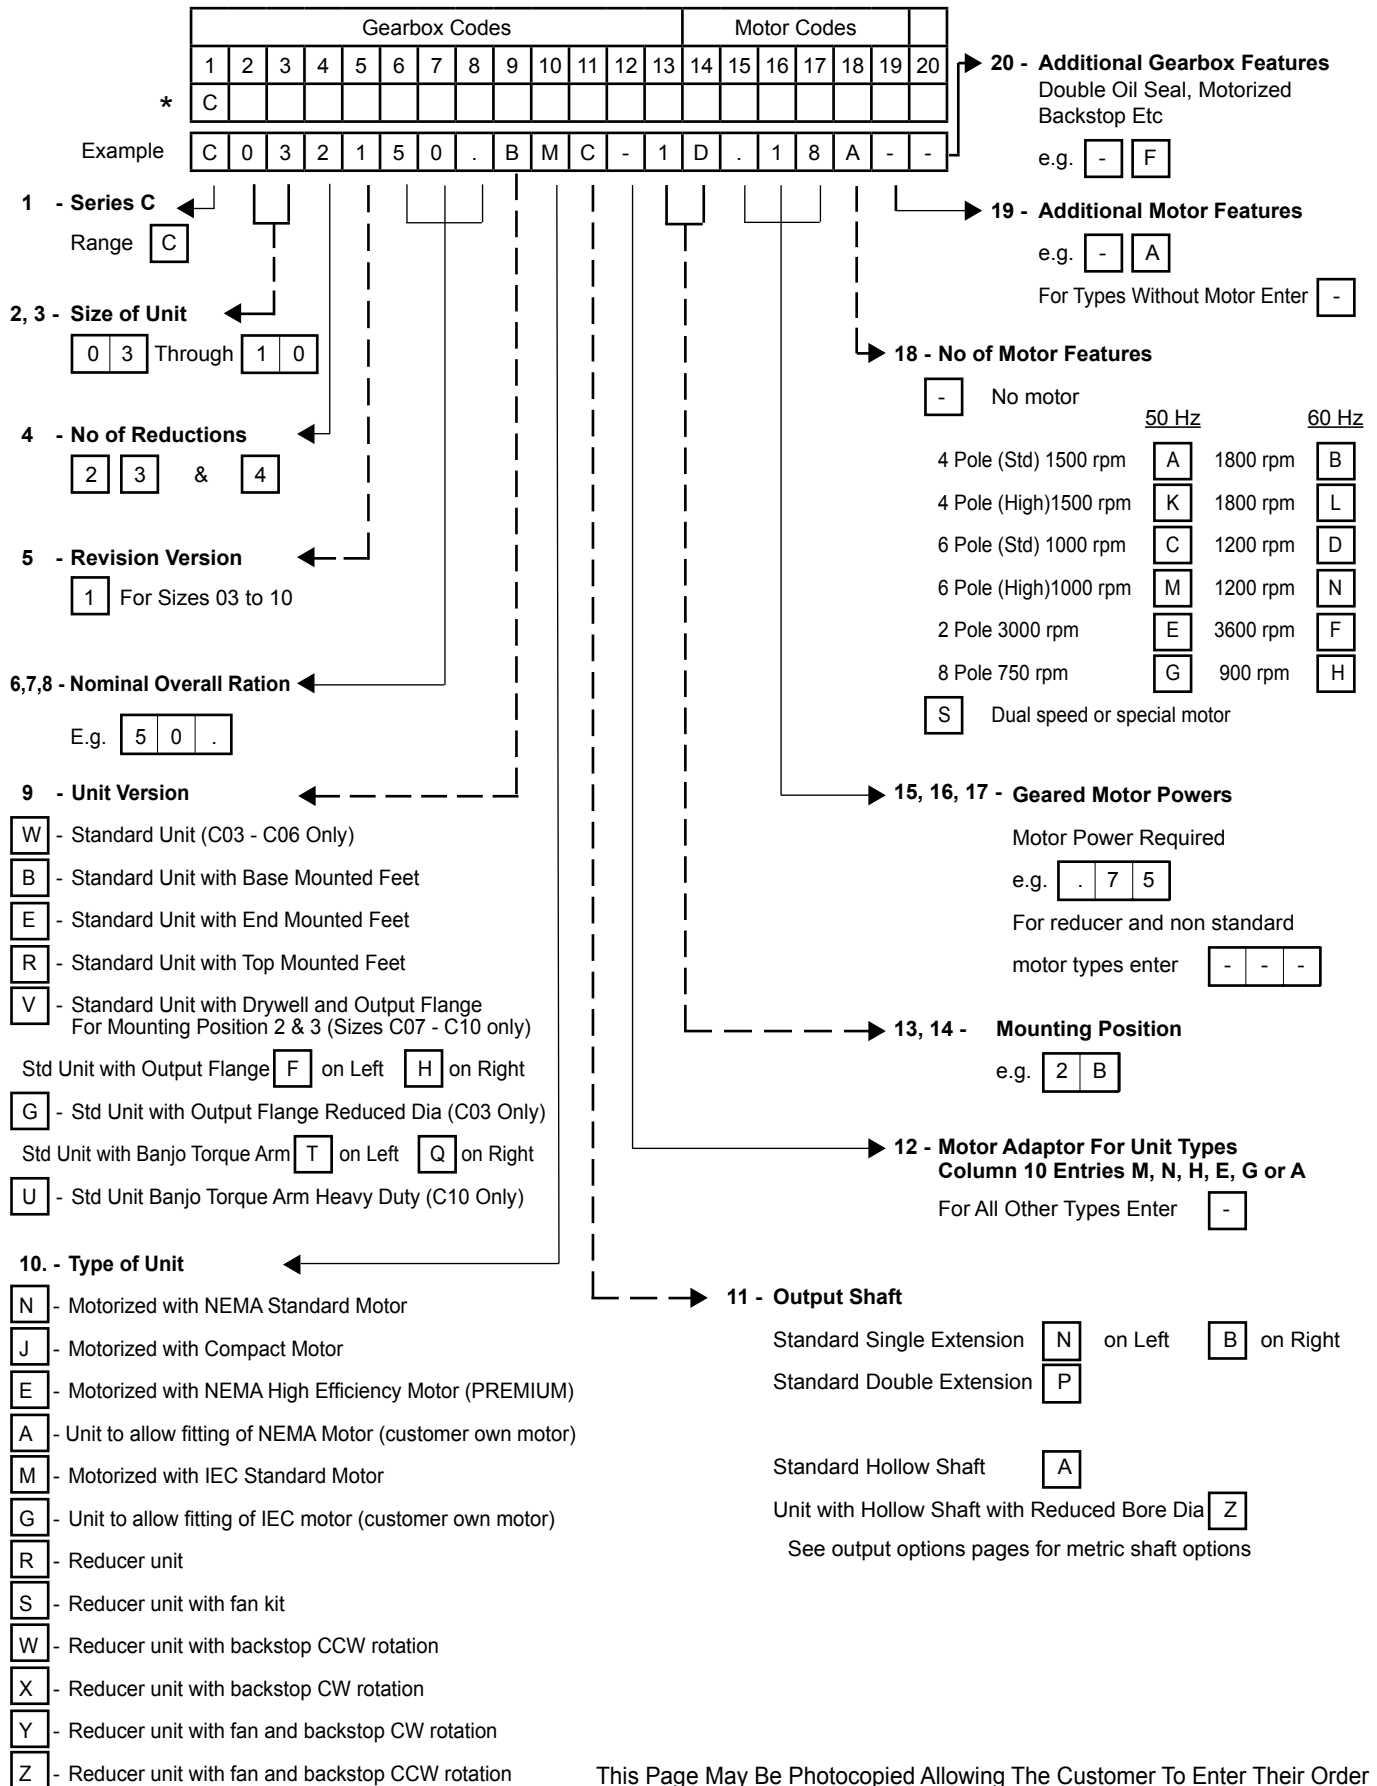 Gearbox Codes Motor Codes
1 2 3 4 5 6 7 8 9 10 11 12 13 14 15 16 17 18 19 20
* C
Example C 0 3 2 1 5 0 . B M C - 1 D . 1 8 A - -
1 - Series C
Range C
2, 3 - Size of Unit
0 3 Through 1 0
4 - No of Reductions
2 3 & 4
5 - Revision Version
1 For Sizes 03 to 10
6,7,8 - Nominal Overall Ration
E.g. 5 0 .
9 - Unit Version
W - Standard Unit (C03 - C06 Only)
B - Standard Unit with Base Mounted Feet
E - Standard Unit with End Mounted Feet
R - Standard Unit with Top Mounted Feet
V - Standard Unit with Drywell and Output Flange
For Mounting Position 2 & 3 (Sizes C07 - C10 only)
Std Unit with Output Flange F on Left H on Right
G - Std Unit with Output Flange Reduced Dia (C03 Only)
Std Unit with Banjo Torque Arm T on Left Q on Right
U - Std Unit Banjo Torque Arm Heavy Duty (C10 Only)
10. - Type of Unit
N - Motorized with NEMA Standard Motor
J - Motorized with Compact Motor
E - Motorized with NEMA High Efficiency Motor (PREMIUM)
A - Unit to allow fitting of NEMA Motor (customer own motor)
M - Motorized with IEC Standard Motor
G - Unit to allow fitting of IEC motor (customer own motor)
R - Reducer unit
S - Reducer unit with fan kit
W - Reducer unit with backstop CCW rotation
X - Reducer unit with backstop CW rotation
Y - Reducer unit with fan and backstop CW rotation
Z - Reducer unit with fan and backstop CCW rotation
20 - Additional Gearbox Features
Double Oil Seal, Motorized
Backstop Etc
e.g. - F
19 - Additional Motor Features
e.g. - A
For Types Without Motor Enter -
18 - No of Motor Features
- No motor
50 Hz 60 Hz
4 Pole (Std) 1500 rpm A 1800 rpm B
4 Pole (High)1500 rpm K 1800 rpm L
6 Pole (Std) 1000 rpm C 1200 rpm D
6 Pole (High)1000 rpm M 1200 rpm N
2 Pole 3000 rpm E 3600 rpm F
8 Pole 750 rpm G 900 rpm H
S Dual speed or special motor
15, 16, 17 - Geared Motor Powers
Motor Power Required
e.g. . 7 5
For reducer and non standard
motor types enter - - -
13, 14 - Mounting Position
e.g. 2 B
12 - Motor Adaptor For Unit Types
Column 10 Entries M, N, H, E, G or A
For All Other Types Enter -
11 - Output Shaft
Standard Single Extension N on Left B on Right
Standard Double Extension P
Standard Hollow Shaft A
Unit with Hollow Shaft with Reduced Bore Dia Z
See output options pages for metric shaft options
This Page May Be Photocopied Allowing The Customer To Enter Their Order